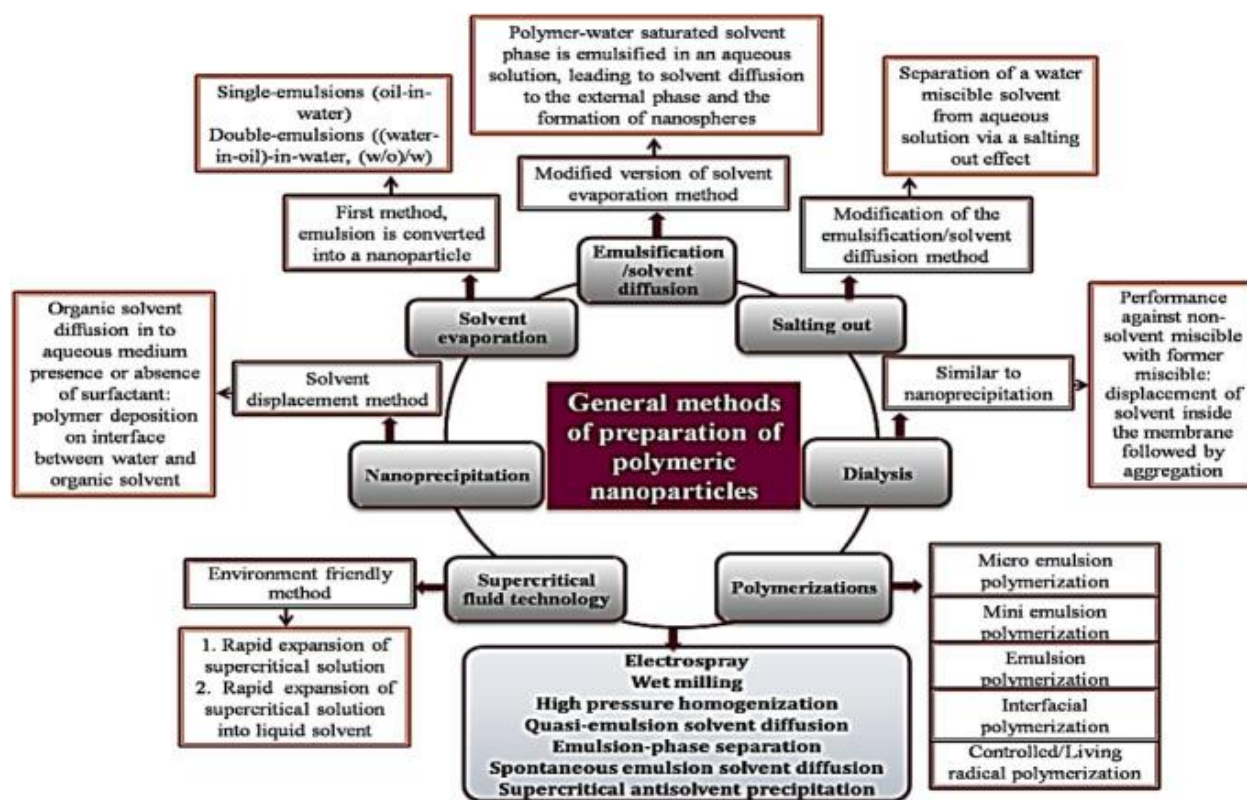 Polymer-water saturated solvent
phase is emulsified in an aqueous
solution, leading to solvent diffusion
to the external phase and the
formation of nanospheres
Single-emulsions (oil-in-
water)
Double-emulsions ((water-
in-oil)-in-water, (w/o)/w)
Separation of a water
miscible solvent
from aqueous
solution via a salting
out effect
Modified version of solvent
evaporation method
First method,
emulsion is converted
into a nanoparticle
Modification of the
emulsification/solvent
diffusion method
Emulsification
/solvent
diffusion
Solvent
evaporation
Salting out
Organic solvent
diffusion in to
aqueous medium
presence or absence
of surfactant:
polymer deposition
on interface
between water and
organic solvent
Solvent
displacement method
Similar to
nanoprecipitation
Performance
against non-
solvent miscible
with former
miscible:
displacement of
solvent inside
the membrane
followed by
aggregation
General methods
of preparation of
polymeric
nanoparticles
Nanoprecipitation
Dialysis
Environment friendly
method
Supercritical
fluid technology
Polymerizations
1. Rapid expansion of
supercritical solution
2. Rapid expansion of
supercritical solution
into liquid solvent
Electrospray
Wet milling
High pressure homogenization
Quasi-emulsion solvent diffusion
Emulsion-phase separation
Spontaneous emulsion solvent diffusion
Supercritical antisolvent precipitation
Micro emulsion
polymerization
Mini emulsion
polymerization
Emulsion
polymerization
Interfacial
polymerization
Controlled/Living
radical polymerization